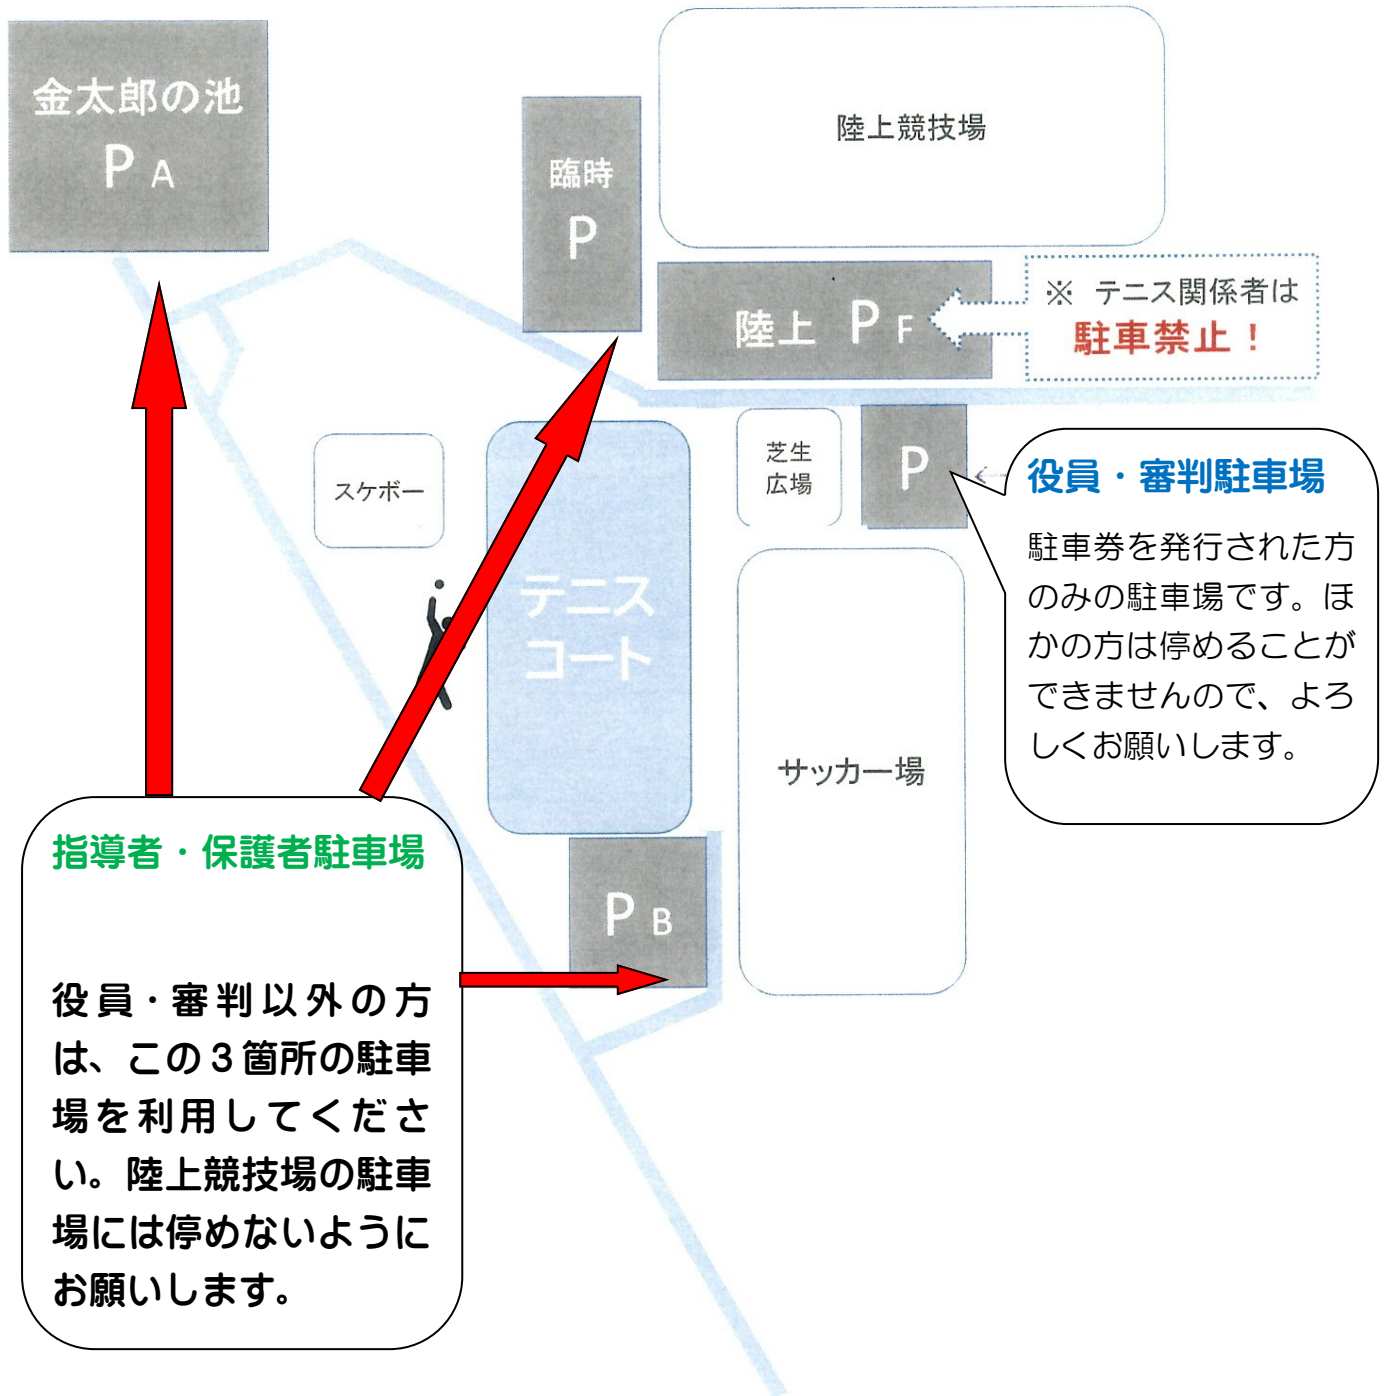 金太郎の池
P A
臨時
P
陸上競技場
陸上 P F
※ テニス関係者は
駐車禁止！
スケボー
テニス
コート
芝生
広場
P
役員・審判駐車場
駐車券を発行された方
のみの駐車場です。ほ
かの方は停めることが
できませんので、よろ
しくお願いします。
サッカー場
P B
指導者・保護者駐車場
役員・審判以外の方
は、この３箇所の駐車
場を利用してくださ
い。陸上競技場の駐車
場には停めないように
お願いします。